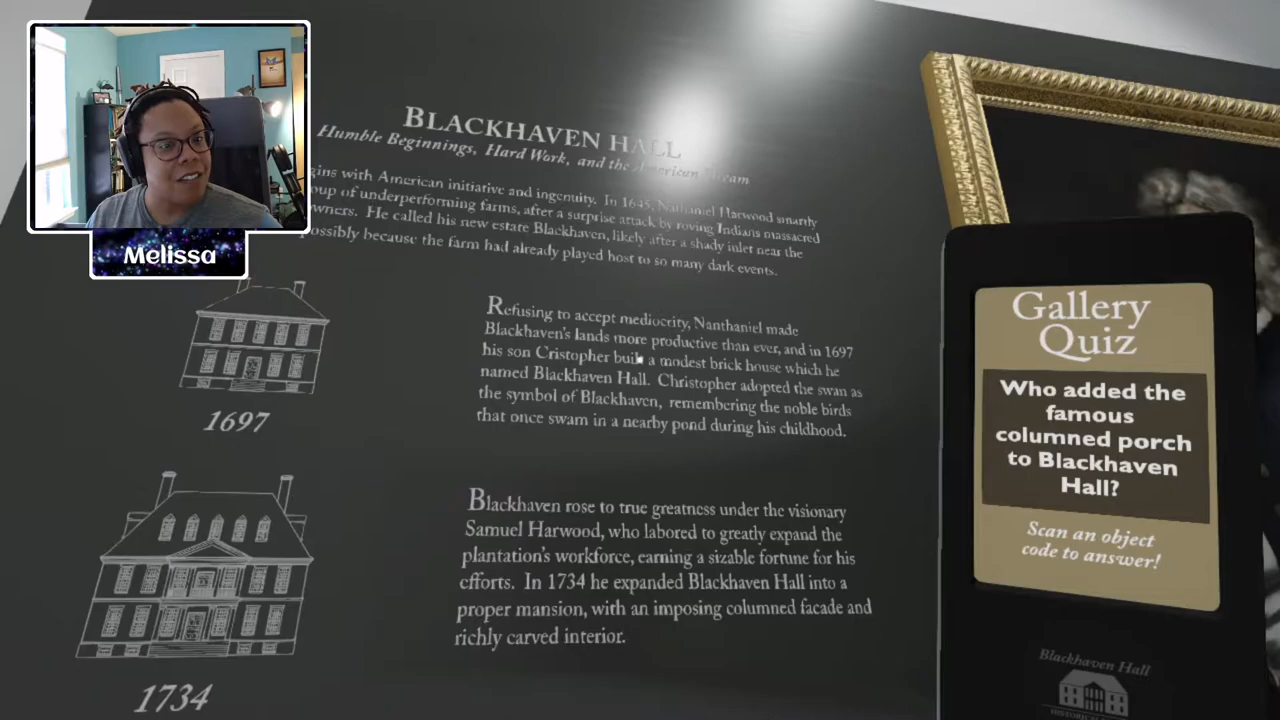 Melissa
BLACKHAVEN HALL
Humble Beginnings, Hard Work, and the American Dream
gins with American initiative and ingenuity. In 1645, Nathaniel Harwood smartly
oup of underperforming farms, after a surprise attack by roving Indians massacred
owners. He called his new estate Blackhaven, likely after a shady inlet near the
possibly because the farm had already played host to so many dark events.
1697
Refusing to accept mediocrity, Nanthaniel made
Blackhaven's lands more productive than ever, and in 1697
his son Cristopher built a modest brick house which he
named Blackhaven Hall. Christopher adopted the swan as
the symbol of Blackhaven, remembering the noble birds
that once swam in a nearby pond during his childhood.
1734
Blackhaven rose to true greatness under the visionary
Samuel Harwood, who labored to greatly expand the
plantation's workforce, earning a sizable fortune for his
efforts. In 1734 he expanded Blackhaven Hall into a
proper mansion, with an imposing columned facade and
richly carved interior.
Gallery
Quiz
Who added the
famous
columned porch
to Blackhaven
Hall?
Scan an object
code to answer!
Blackhaven Hall